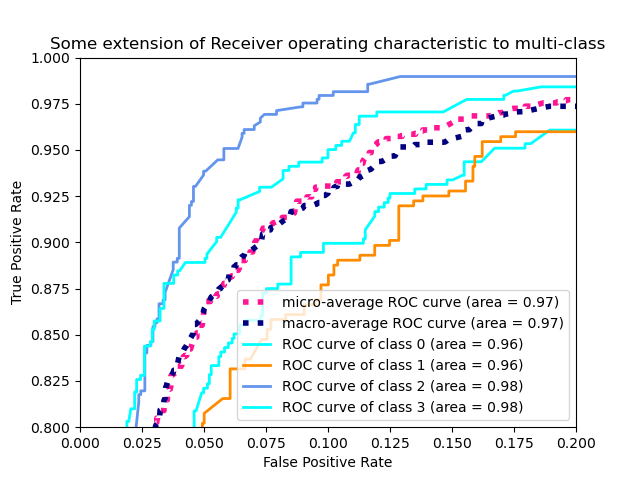 Some extension of Receiver operating characteristic to multi-class
True Positive Rate
1.000
0.975
0.950
0.925
0.900
0.875
0.850
0.825
0.800
micro-average ROC curve (area = 0.97)
macro-average ROC curve (area = 0.97)
ROC curve of class 0 (area = 0.96)
ROC curve of class 1 (area = 0.96)
ROC curve of class 2 (area = 0.98)
ROC curve of class 3 (area = 0.98)
0.000 0.025 0.050 0.075 0.100 0.125 0.150 0.175 0.200
False Positive Rate